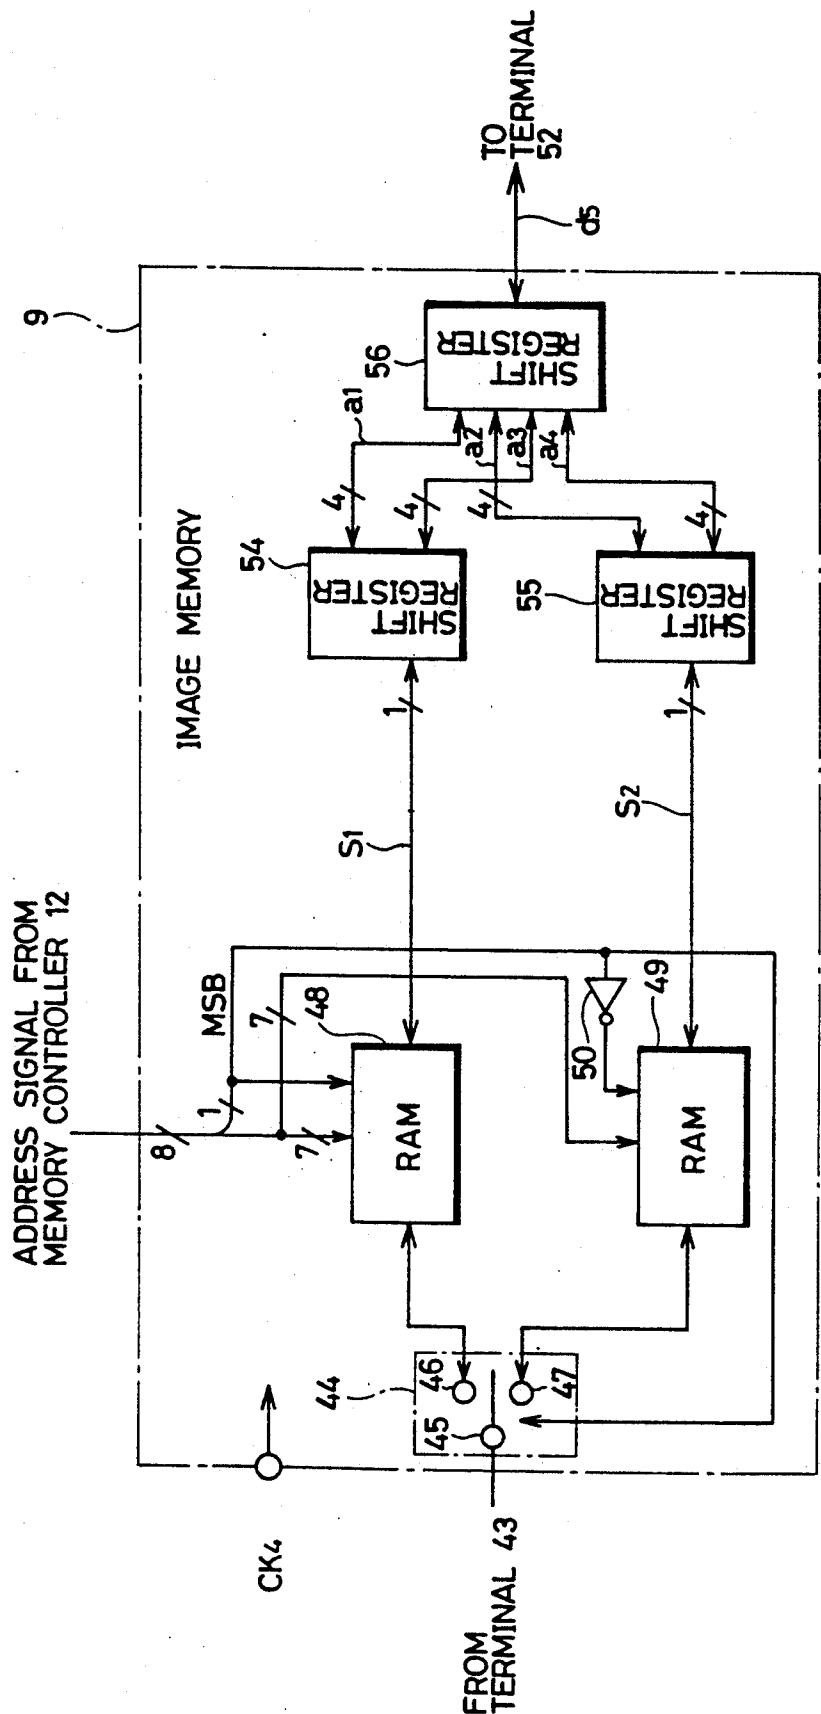 ADDRESS SIGNAL FROM
MEMORY CONTROLLER 12
9
IMAGE MEMORY
CK4
8
1
MSB
7
7
48
RAM
S1
1
54
SHIFT
REGISTER
4
4
a1
a2
a3
a4
56
SHIFT
REGISTER
d5
TO
TERMINAL
52
44
46
45
47
FROM
TERMINAL 43
50
49
RAM
S2
1
55
SHIFT
REGISTER
4
4